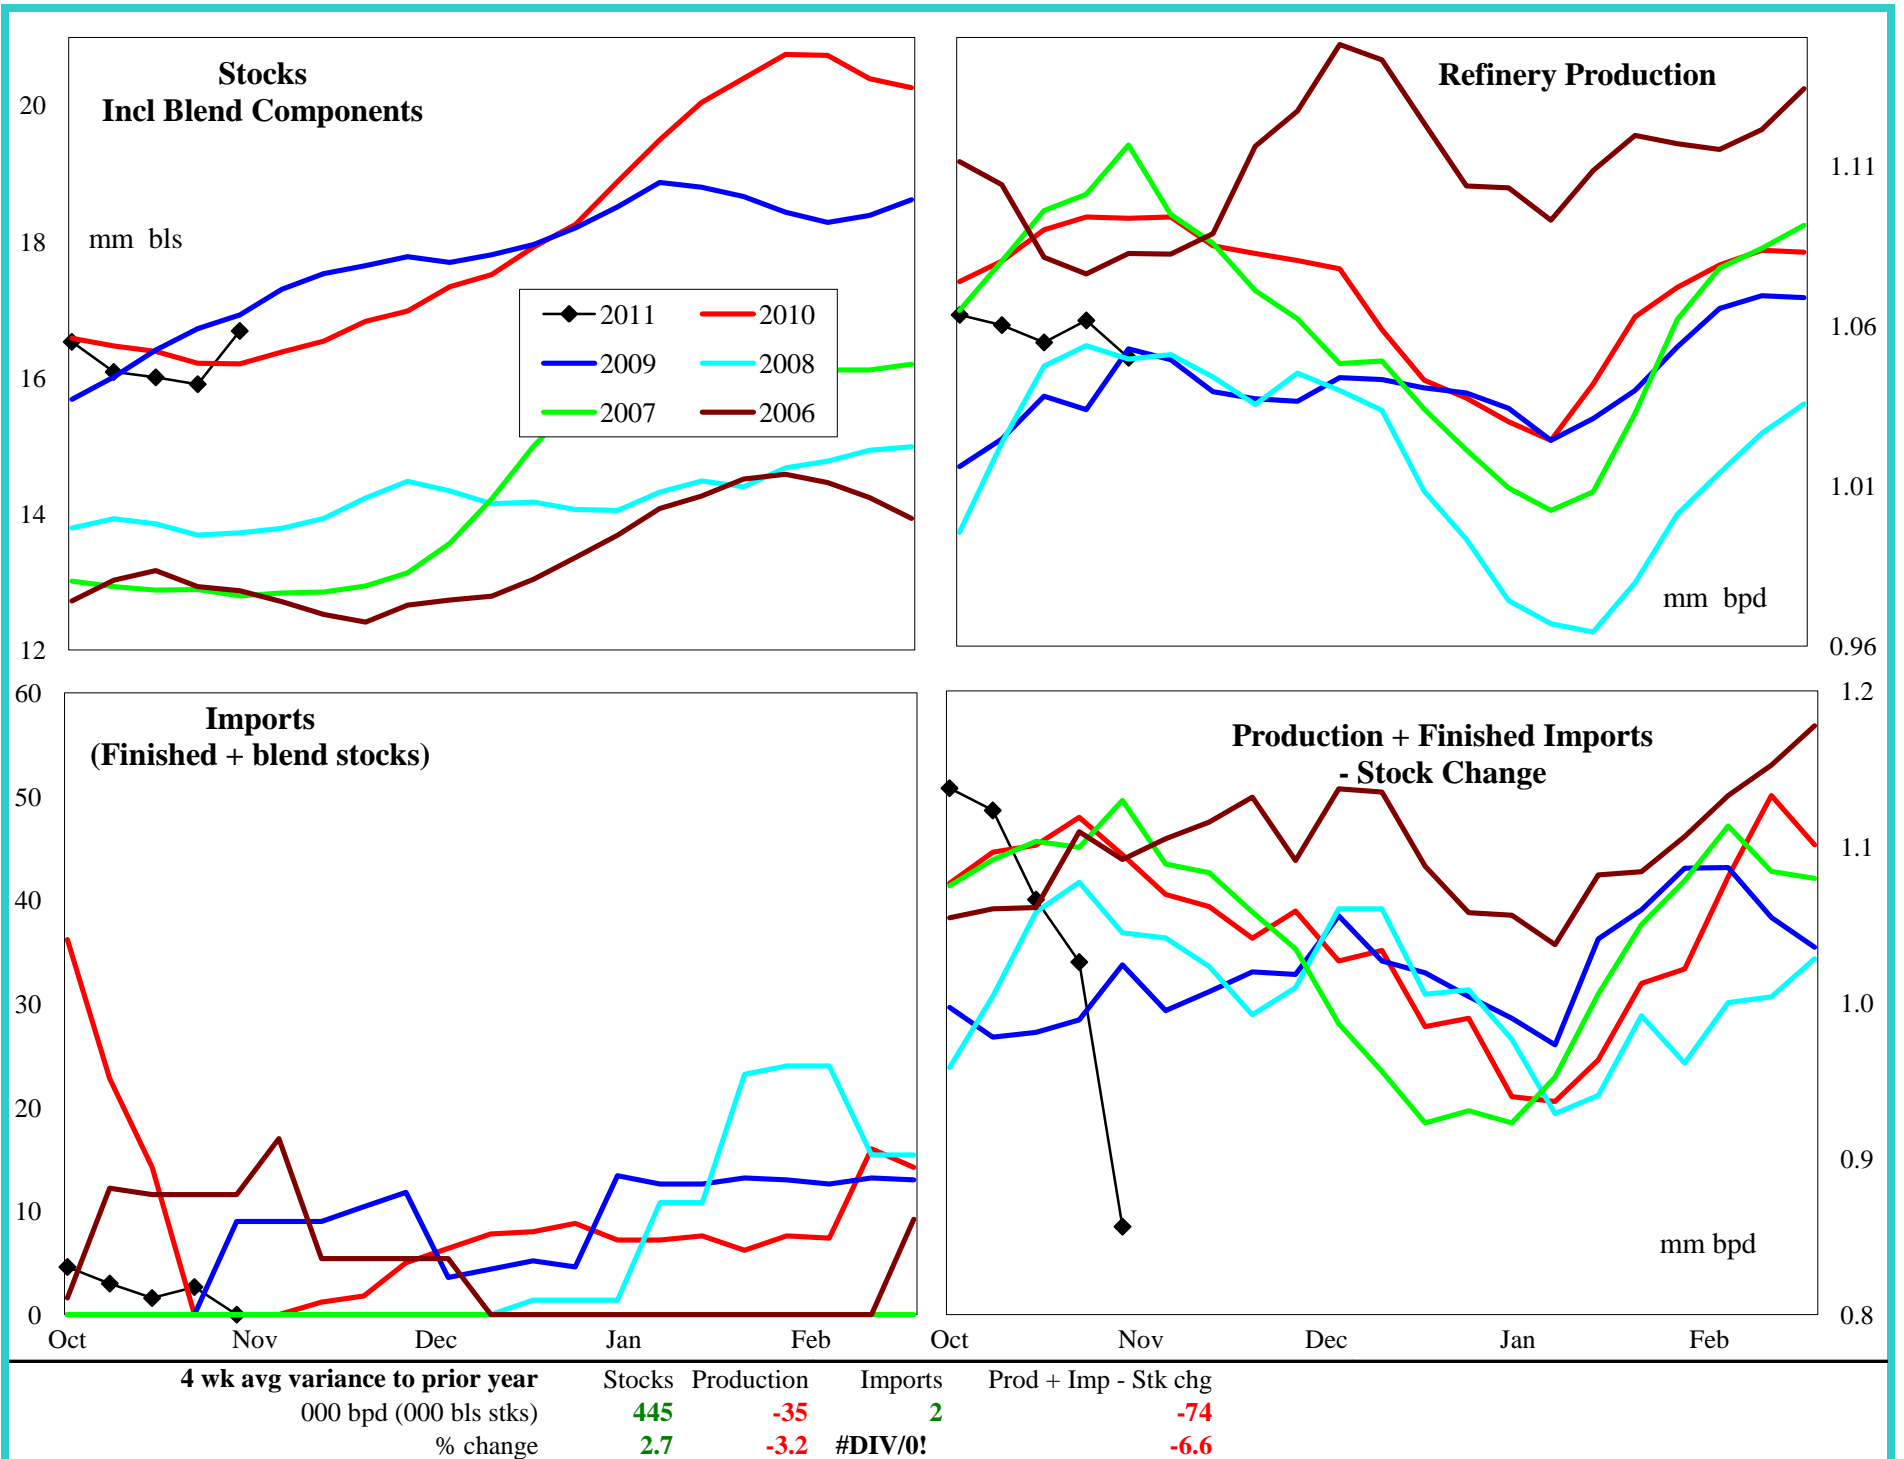 Stocks
Incl Blend Components
mm bls
20
18
16
14
12
2011
2010
2009
2008
2007
2006
Refinery Production
mm bpd
1.11
1.06
1.01
0.96
Imports
(Finished + blend stocks)
60
50
40
30
20
10
0
Oct Nov Dec Jan Feb
Production + Finished Imports
- Stock Change
mm bpd
1.2
1.1
1.0
0.9
0.8
Oct Nov Dec Jan Feb
4 wk avg variance to prior year Stocks Production Imports Prod + Imp - Stk chg
000 bpd (000 bls stks) 445 -35 2 -74
% change 2.7 -3.2 #DIV/0! -6.6